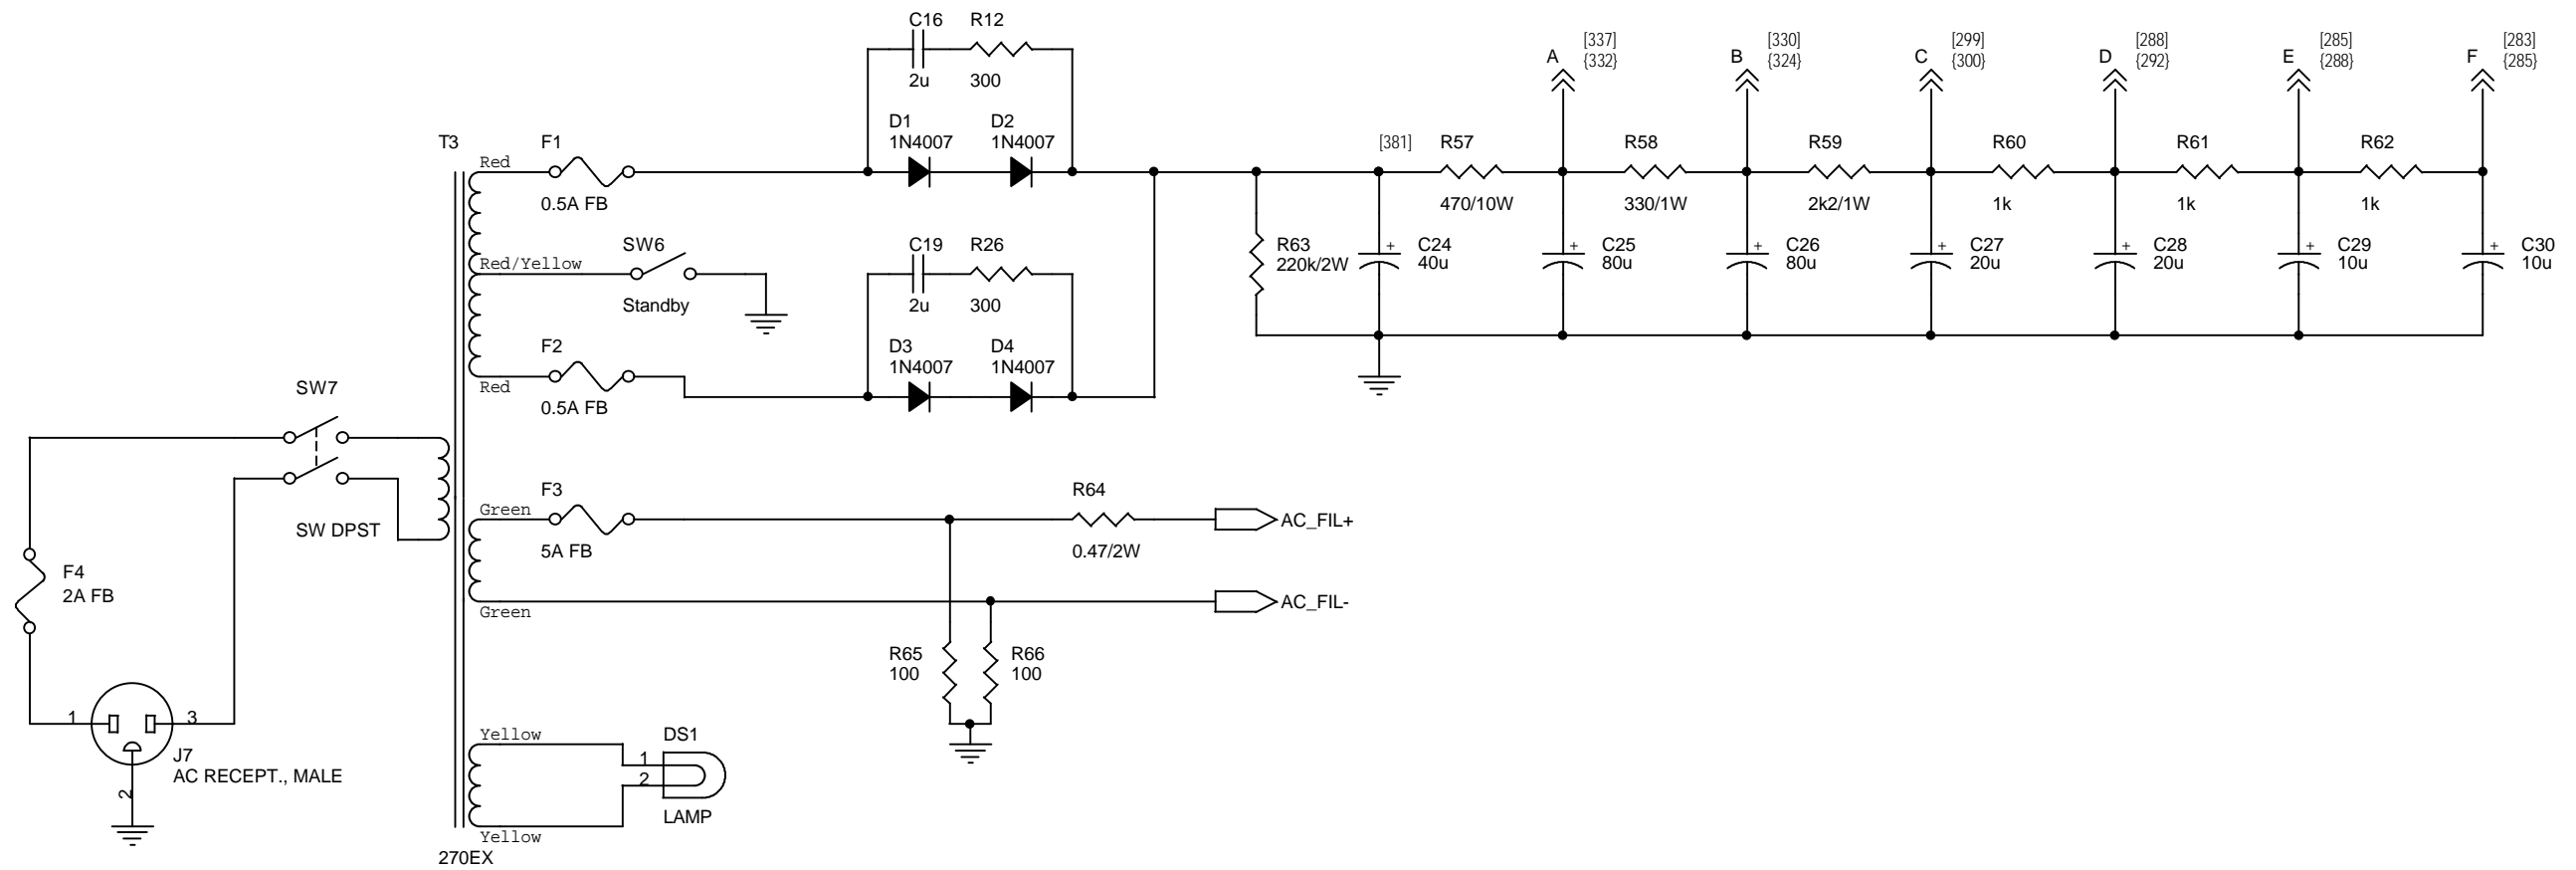 C16 R12
2u 300
D1 D2
1N4007 1N4007
A [337]
{332}
B [330]
{324}
C [299]
{300}
D [288]
{292}
E [285]
{288}
F [283]
{285}
T3
Red
F1
0.5A FB
[381]
R57
470/10W
R58
330/1W
R59
2k2/1W
R60
1k
R61
1k
R62
1k
Red/Yellow
SW6
Standby
C19 R26
2u 300
D3 D4
1N4007 1N4007
R63
220k/2W
+
C24
40u
+
C25
80u
+
C26
80u
+
C27
20u
+
C28
20u
+
C29
10u
+
C30
10u
F2
Red
0.5A FB
SW7
SW DPST
Green
F3
5A FB
R64
0.47/2W
AC_FIL+
Green
AC_FIL-
F4
2A FB
R65
100
R66
100
1
3
2
J7
AC RECEPT., MALE
Yellow
DS1
1
2
LAMP
Yellow
270EX